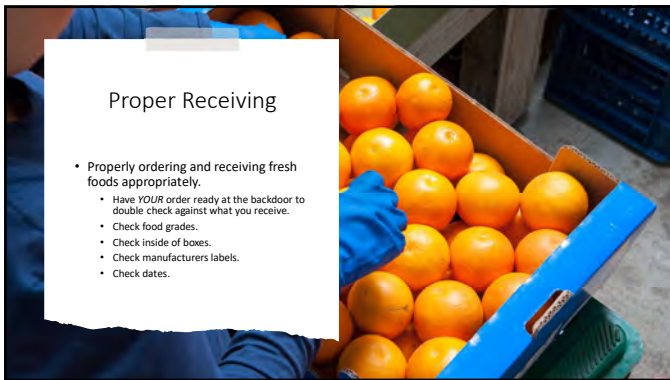 Proper Receiving
• Properly ordering and receiving fresh
foods appropriately.
• Have YOUR order ready at the backdoor to
double check against what you receive.
• Check food grades.
• Check inside of boxes.
• Check manufacturers labels.
• Check dates.